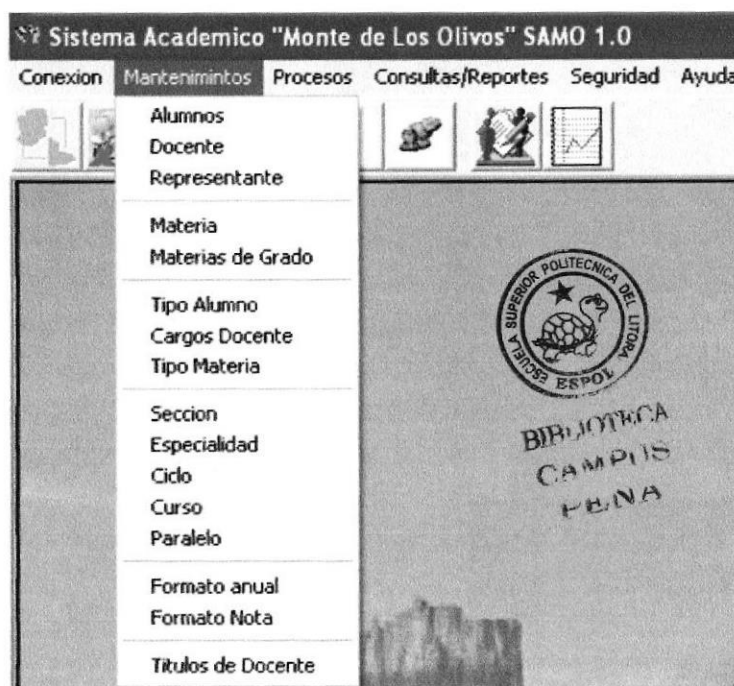 Sistema Academico "Monte de Los Olivos" SAMO 1.0
Conexion Mantenimintos Procesos Consultas/Reportes Seguridad Ayuda
Alumnos
Docente
Representante
Materia
Materias de Grado
Tipo Alumno
Cargos Docente
Tipo Materia
Seccion
Especialidad
Ciclo
Curso
Paralelo
Formato anual
Formato Nota
Titulos de Docente
ESCUELA SUPERIOR POLITECNICA DEL LITORA
ESPOL
BIBLIOTECA
CAMPUS
PENA